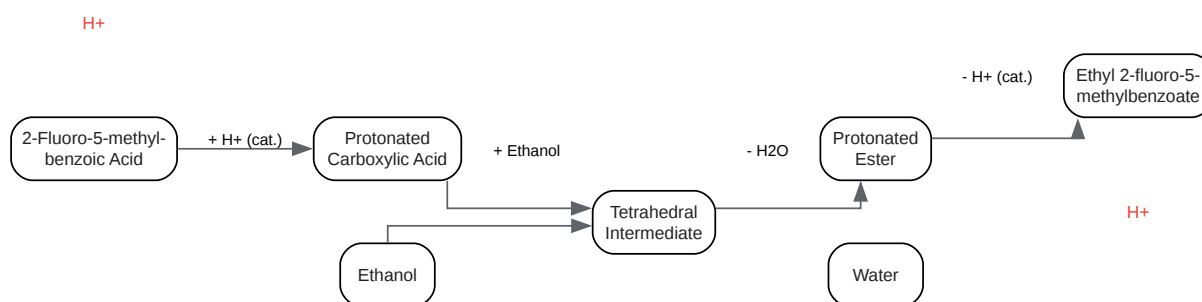 H+
2-Fluoro-5-methyl-
benzoic Acid
+ H+ (cat.)
Protonated
Carboxylic Acid
+ Ethanol
Ethanol
Tetrahedral
Intermediate
- H2O
Protonated
Ester
Water
- H+ (cat.)
Ethyl 2-fluoro-5-
methylbenzoate
H+